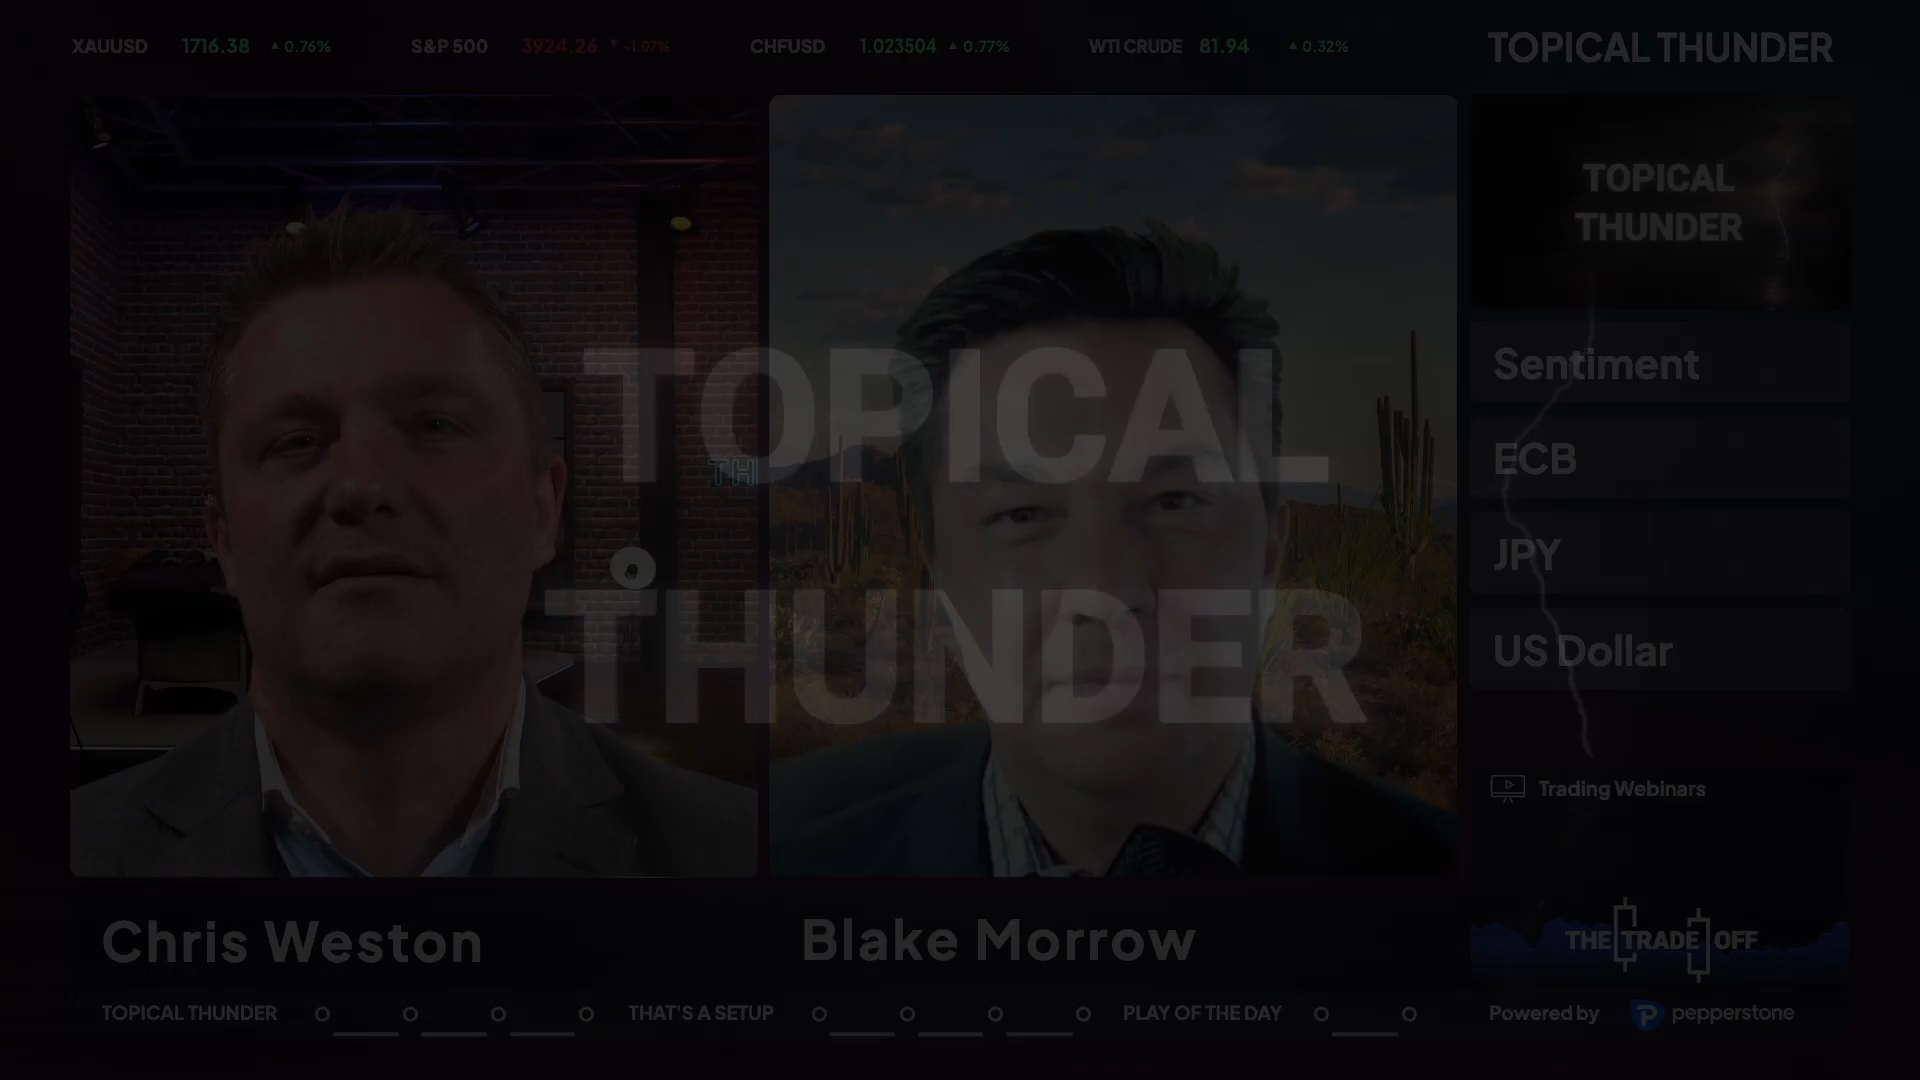 XAUUSD 1716.38 ▲ 0.76% S&P 500 3924.26 ▼ -1.07% CHFUSD 1.023504 ▲ 0.77% WTI CRUDE 81.94 ▲ 0.32% TOPICAL THUNDER
TOPICAL
THUNDER
Sentiment
ECB
JPY
US Dollar
TOPICAL
THUNDER
TH
Trading Webinars
THE TRADE OFF
Chris Weston
Blake Morrow
TOPICAL THUNDER THAT'S A SETUP PLAY OF THE DAY Powered by pepperstone